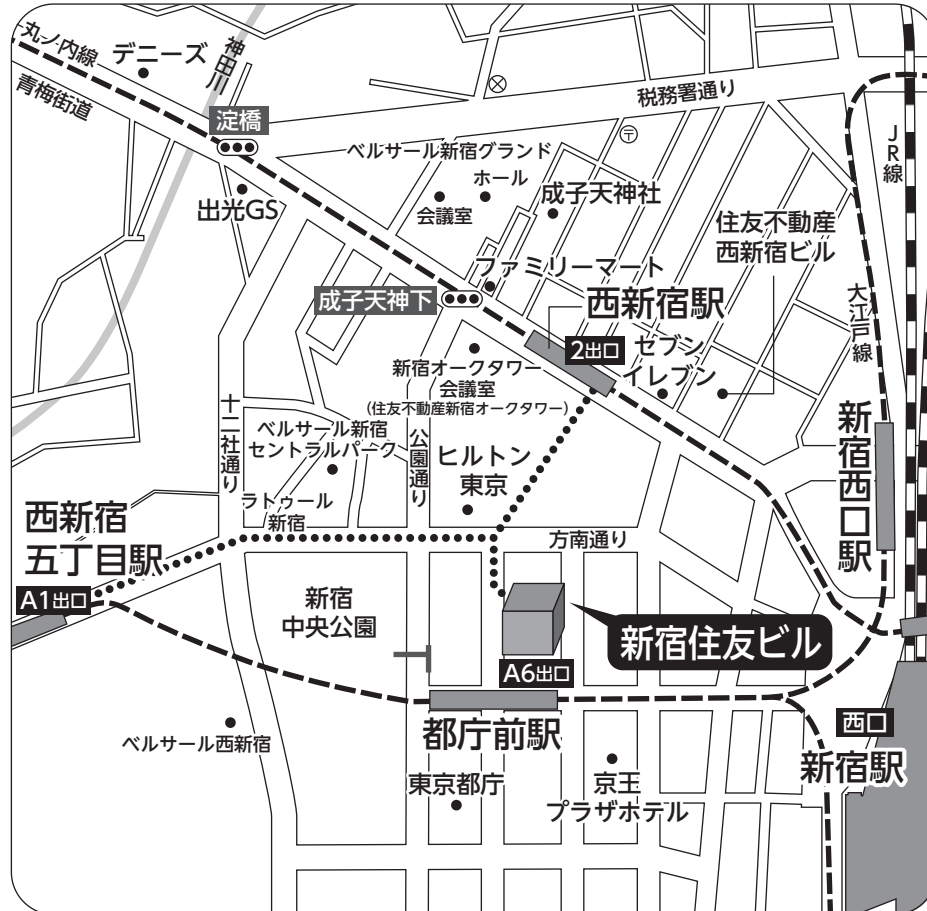 丸ノ内線
デニーズ
神田川
青梅街道
淀橋
税務署通り
JR線
〒
ベルサール新宿グランド
ホール
会議室
成子天神社
出光GS
住友不動産
西新宿ビル
ファミリーマート
成子天神下
西新宿駅
大江戸線
2出口
セブン
イレブン
新宿オークタワー
会議室
(住友不動産新宿オークタワー)
十二社通り
ベルサール新宿
セントラルパーク
公園通り
ヒルトン
東京
新宿西口駅
ラトゥール
新宿
西新宿
五丁目駅
方南通り
A1出口
新宿
中央公園
新宿住友ビル
A6出口
西口
ベルサール西新宿
都庁前駅
新宿駅
東京都庁
京王
プラザホテル